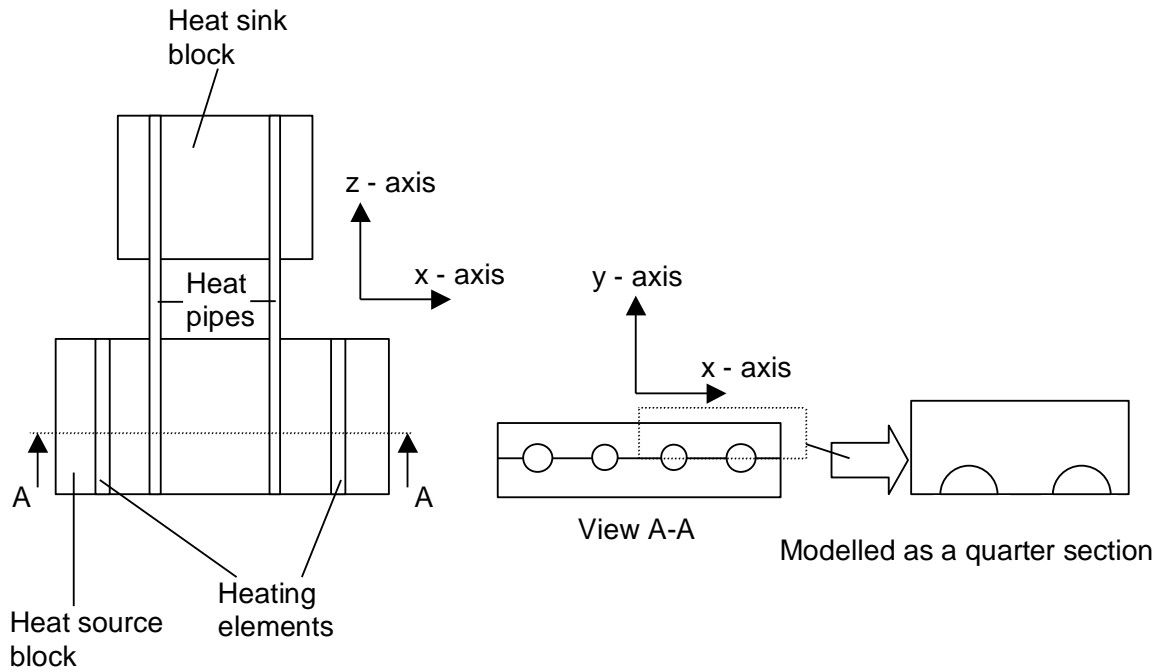 Heat sink
block
z - axis
x - axis
Heat
pipes
y - axis
x - axis
A
A
View A-A
Modelled as a quarter section
Heating
elements
Heat source
block